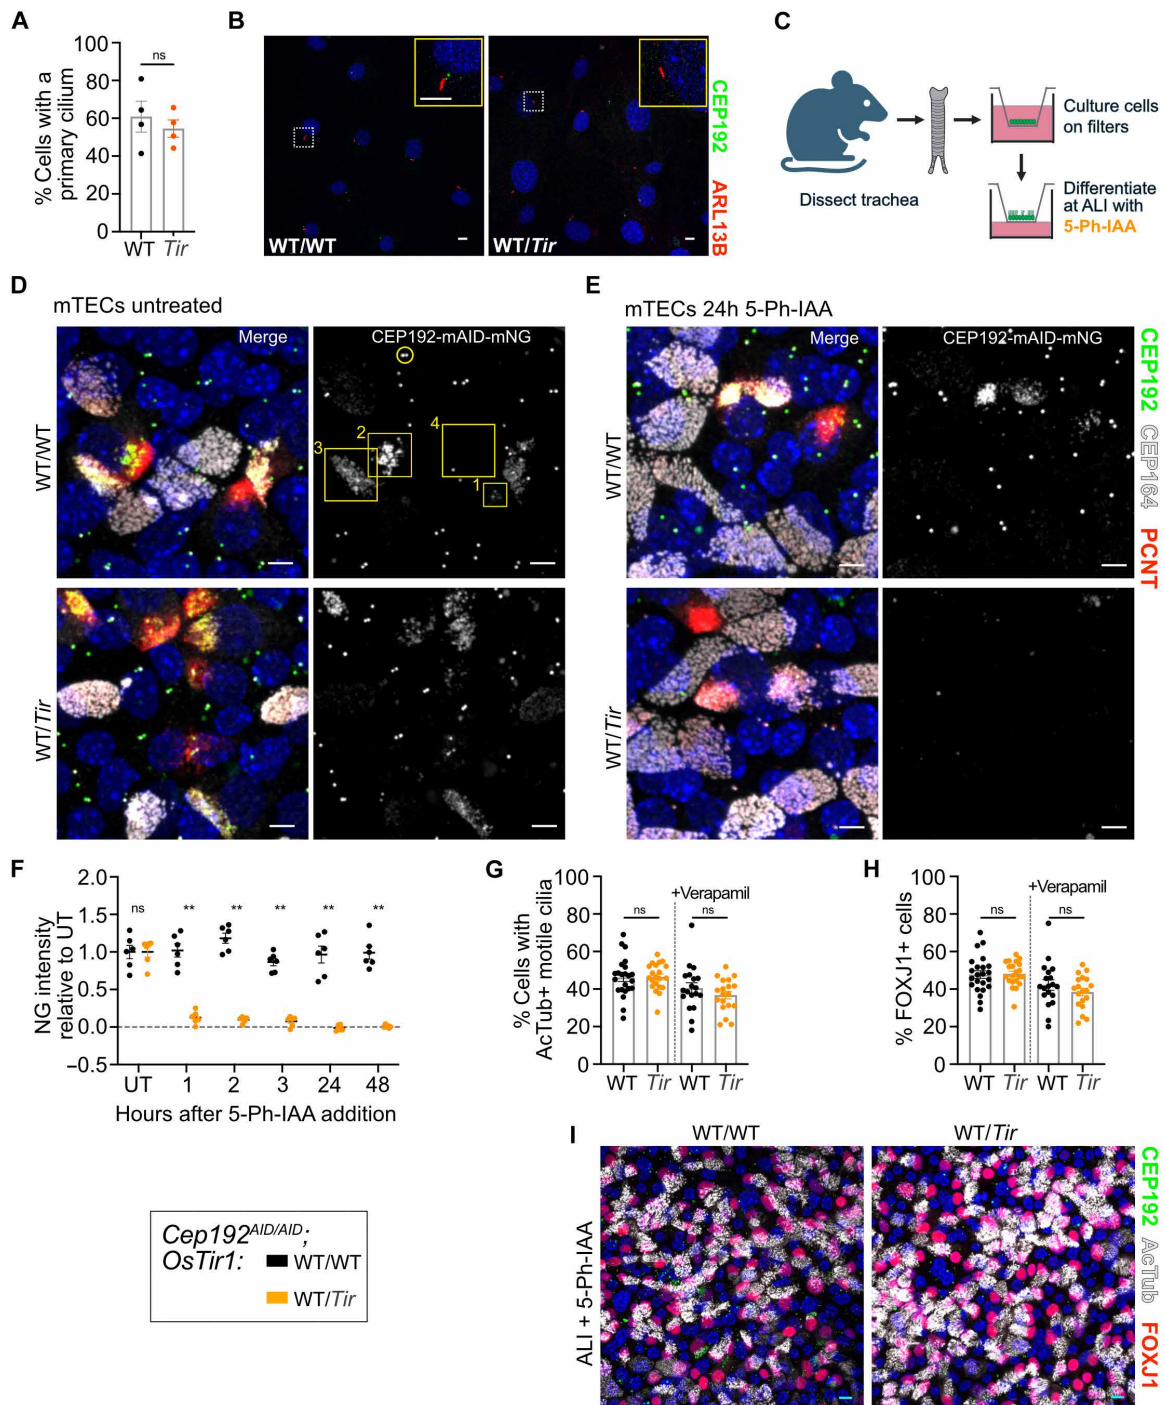 A
% Cells with a
primary cilium
100
80
60
40
20
0
ns
WT
Tir
B
WT/WT
WT/Tir
CEP192
ARL13B
C
Dissect trachea
Culture cells
on filters
Differentiate
at ALI with
5-Ph-IAA
D
mTECs untreated
Merge
CEP192-mAID-mNG
WT/WT
1
2
3
4
WT/Tir
E
mTECs 24h 5-Ph-IAA
Merge
CEP192-mAID-mNG
WT/WT
WT/Tir
CEP192
CEP164
PCNT
F
NG intensity
relative to UT
2.0
1.5
1.0
0.5
0.0
−0.5
ns
**
**
**
**
**
UT
1
2
3
24
48
Hours after 5-Ph-IAA addition
G
% Cells with
AcTub+ motile cilia
100
80
60
40
20
0
+Verapamil
ns
ns
WT
Tir
WT
Tir
H
% FOXJ1+ cells
100
80
60
40
20
0
+Verapamil
ns
ns
WT
Tir
WT
Tir
Cep192AID/AID;
OsTir1:
WT/WT
WT/Tir
I
WT/WT
WT/Tir
ALI + 5-Ph-IAA
CEP192
AcTub
FOXJ1